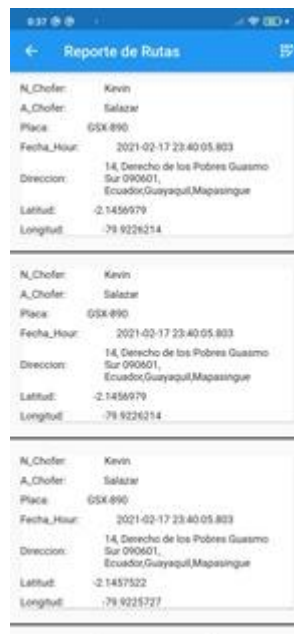 0:37
Reporte de Rutas
N_Chofer: Kevin
A_Chofer: Salazar
Placa: GSX-890
Fecha_Hour: 2021-02-17 23:40:05.803
Direccion: 14, Derecho de los Pobres Guasmo
Sur 090601,
Ecuador,Guayaquil,Mapasingue
Latitud: -2.1456979
Longitud: -79.9226214
N_Chofer: Kevin
A_Chofer: Salazar
Placa: GSX-890
Fecha_Hour: 2021-02-17 23:40:05.803
Direccion: 14, Derecho de los Pobres Guasmo
Sur 090601,
Ecuador,Guayaquil,Mapasingue
Latitud: -2.1456979
Longitud: -79.9226214
N_Chofer: Kevin
A_Chofer: Salazar
Placa: GSX-890
Fecha_Hour: 2021-02-17 23:40:05.803
Direccion: 14, Derecho de los Pobres Guasmo
Sur 090601,
Ecuador,Guayaquil,Mapasingue
Latitud: -2.1457522
Longitud: -79.9225727